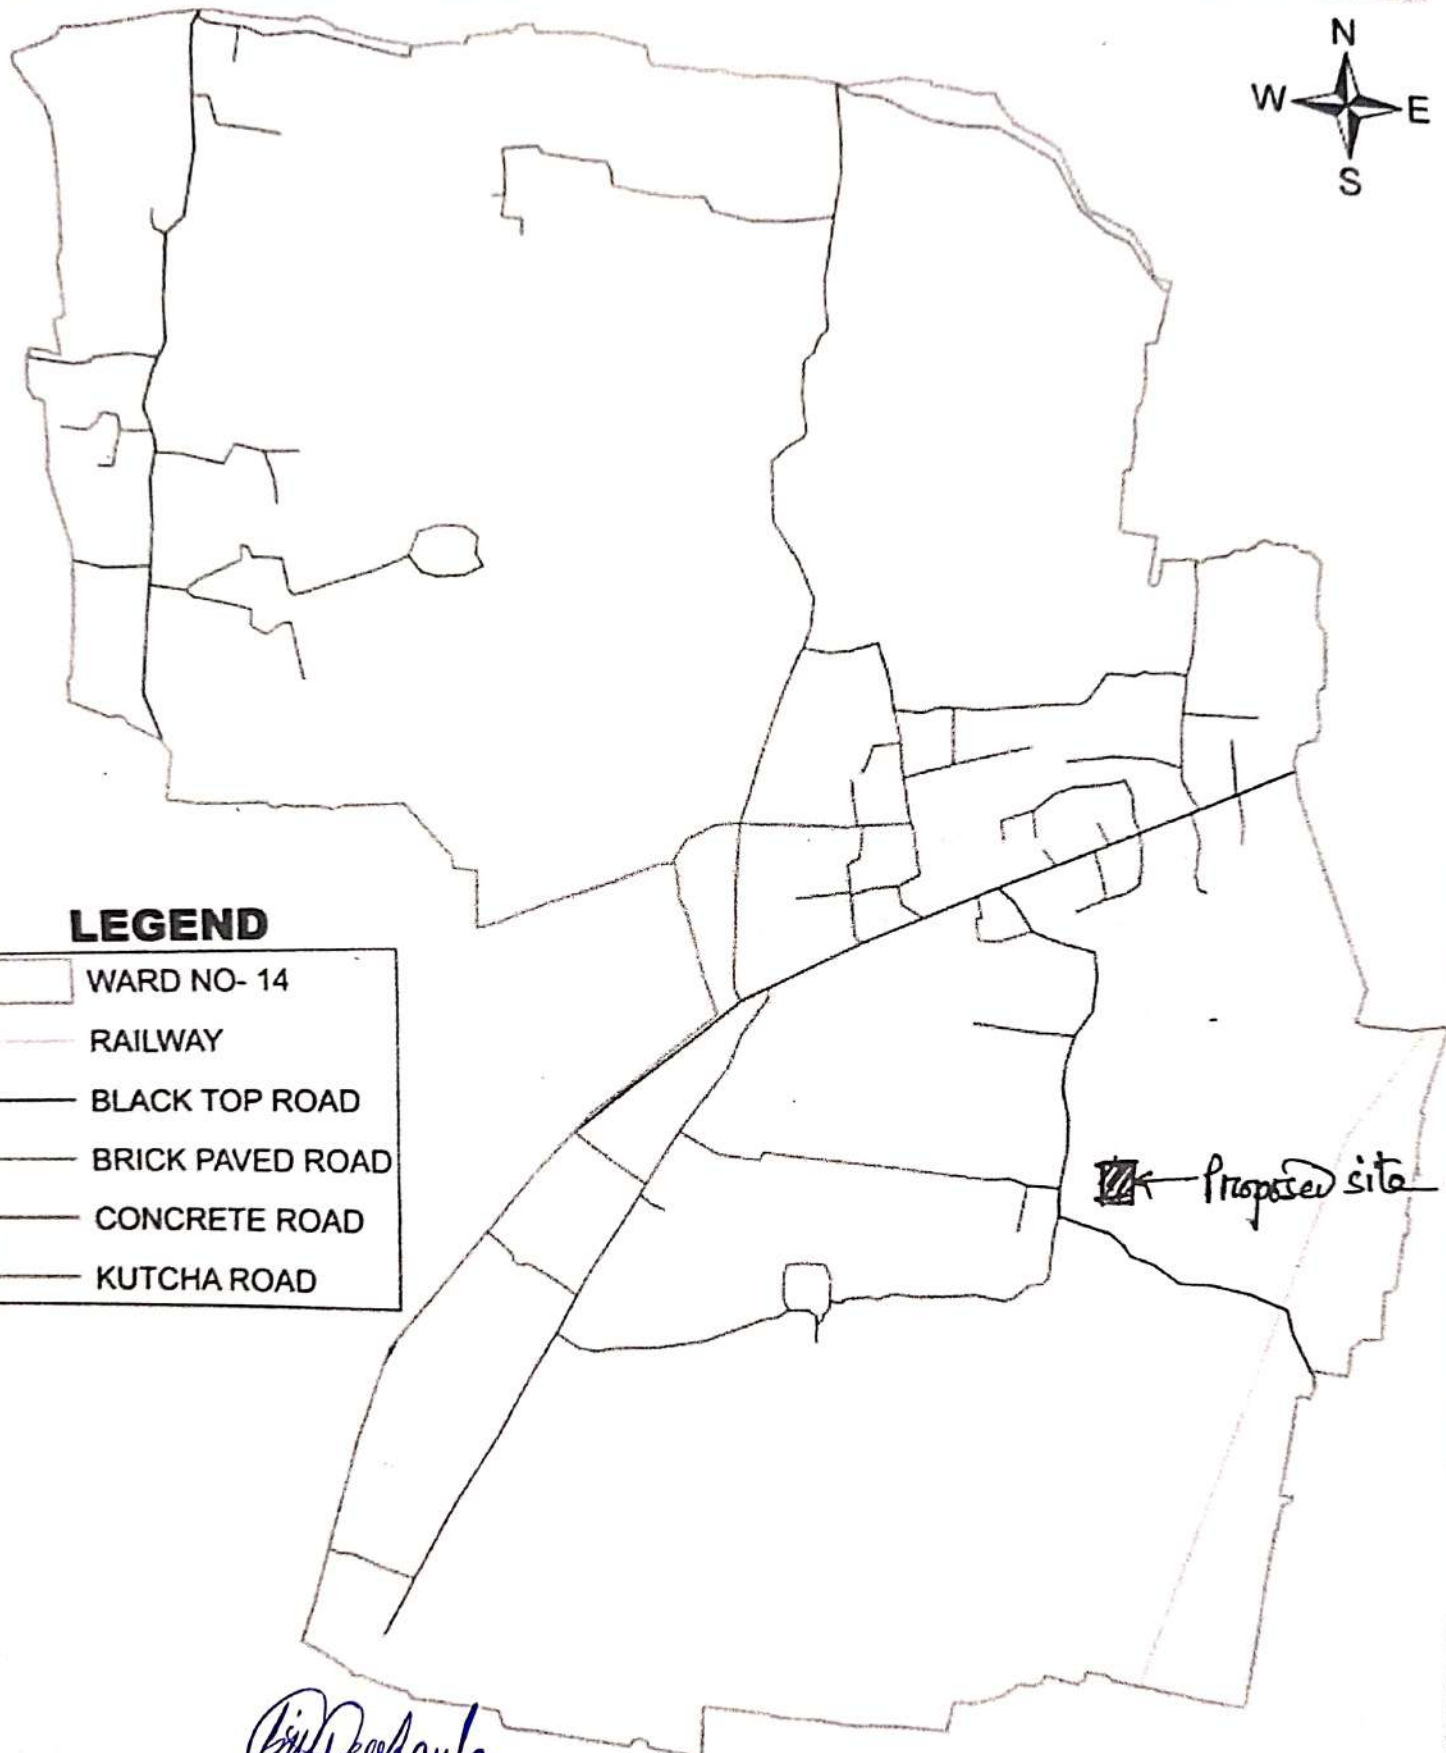 N
W E
S
LEGEND
WARD NO- 14
RAILWAY
BLACK TOP ROAD
BRICK PAVED ROAD
CONCRETE ROAD
KUTCHA ROAD
Proposed site